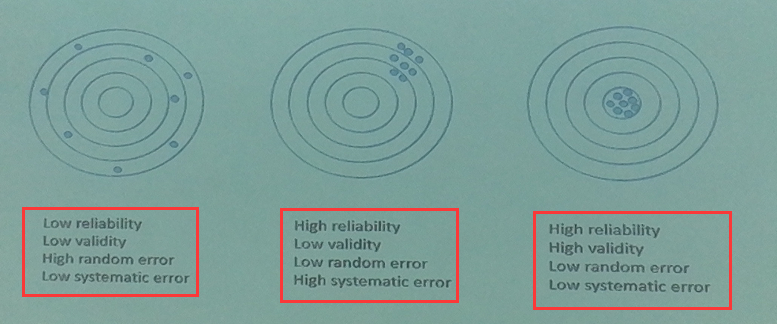 Low reliability
Low validity
High random error
Low systematic error
High reliability
Low validity
Low random error
High systematic error
High reliability
High validity
Low random error
Low systematic error